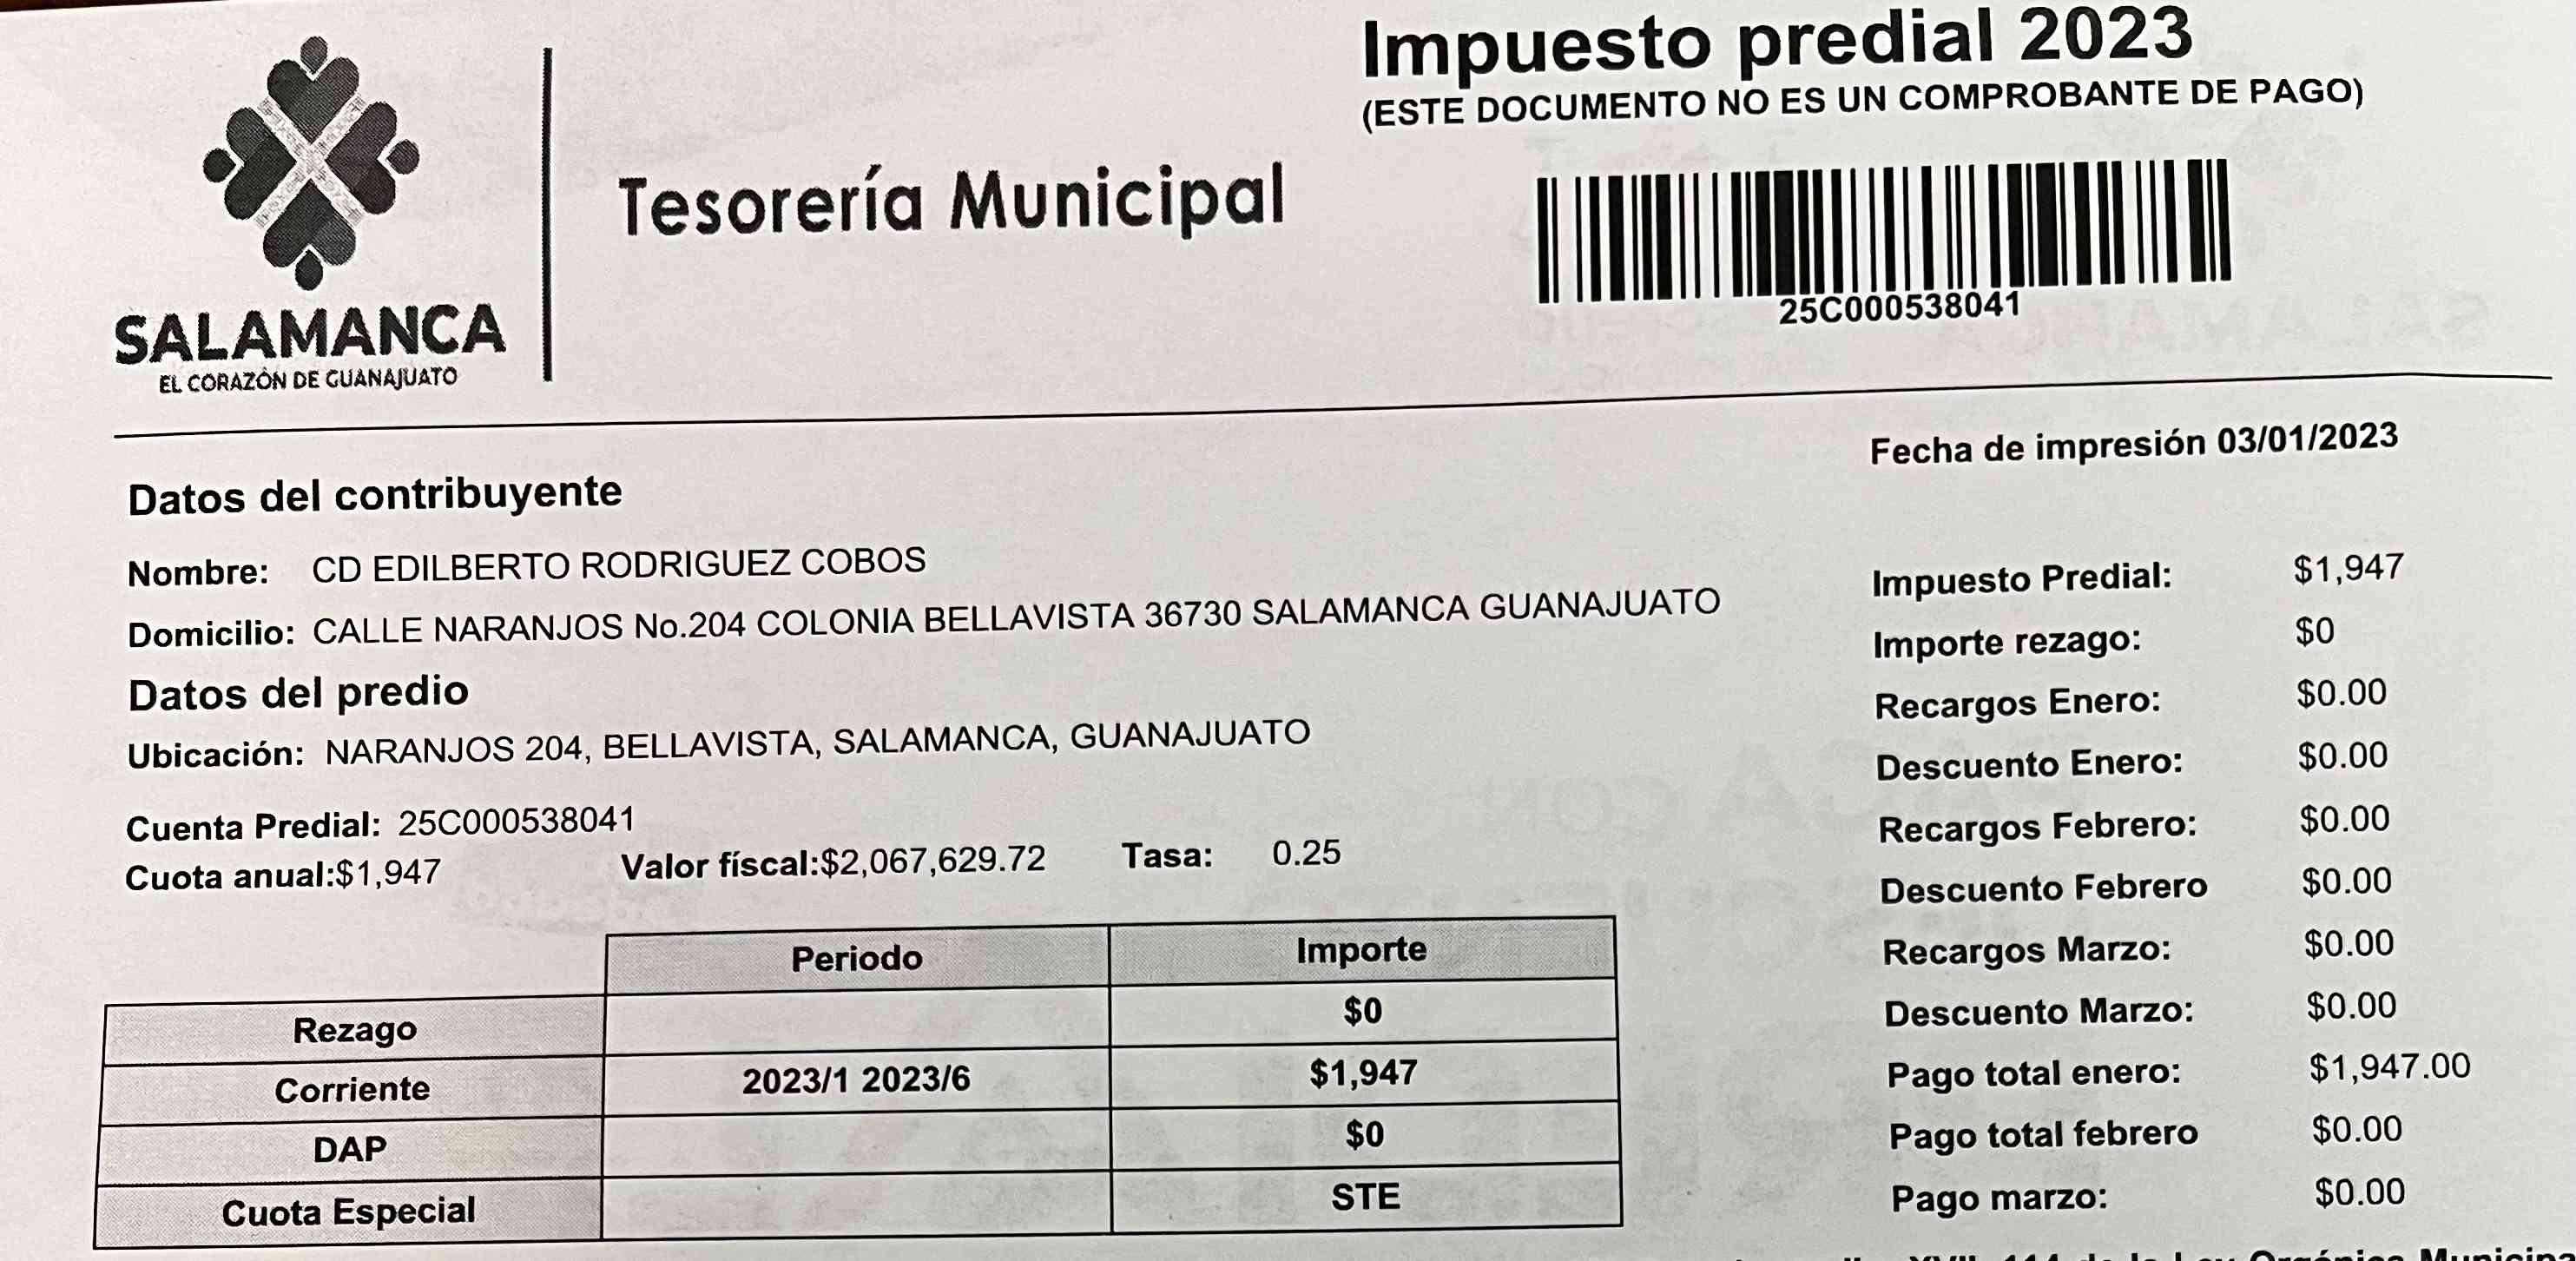 Impuesto predial 2023
(ESTE DOCUMENTO NO ES UN COMPROBANTE DE PAGO)
Tesorería Municipal
25C000538041
SALAMANCA
EL CORAZÓN DE GUANAJUATO
Fecha de impresión 03/01/2023
Datos del contribuyente
Nombre: CD EDILBERTO RODRIGUEZ COBOS
Domicilio: CALLE NARANJOS No.204 COLONIA BELLAVISTA 36730 SALAMANCA GUANAJUATO
Datos del predio
Ubicación: NARANJOS 204, BELLAVISTA, SALAMANCA, GUANAJUATO
Cuenta Predial: 25C000538041
Cuota anual:$1,947 Valor físcal:$2,067,629.72 Tasa: 0.25
Periodo Importe
Rezago $0
Corriente 2023/1 2023/6 $1,947
DAP $0
Cuota Especial STE
Impuesto Predial: $1,947
Importe rezago: $0
Recargos Enero: $0.00
Descuento Enero: $0.00
Recargos Febrero: $0.00
Descuento Febrero $0.00
Recargos Marzo: $0.00
Descuento Marzo: $0.00
Pago total enero: $1,947.00
Pago total febrero $0.00
Pago marzo: $0.00